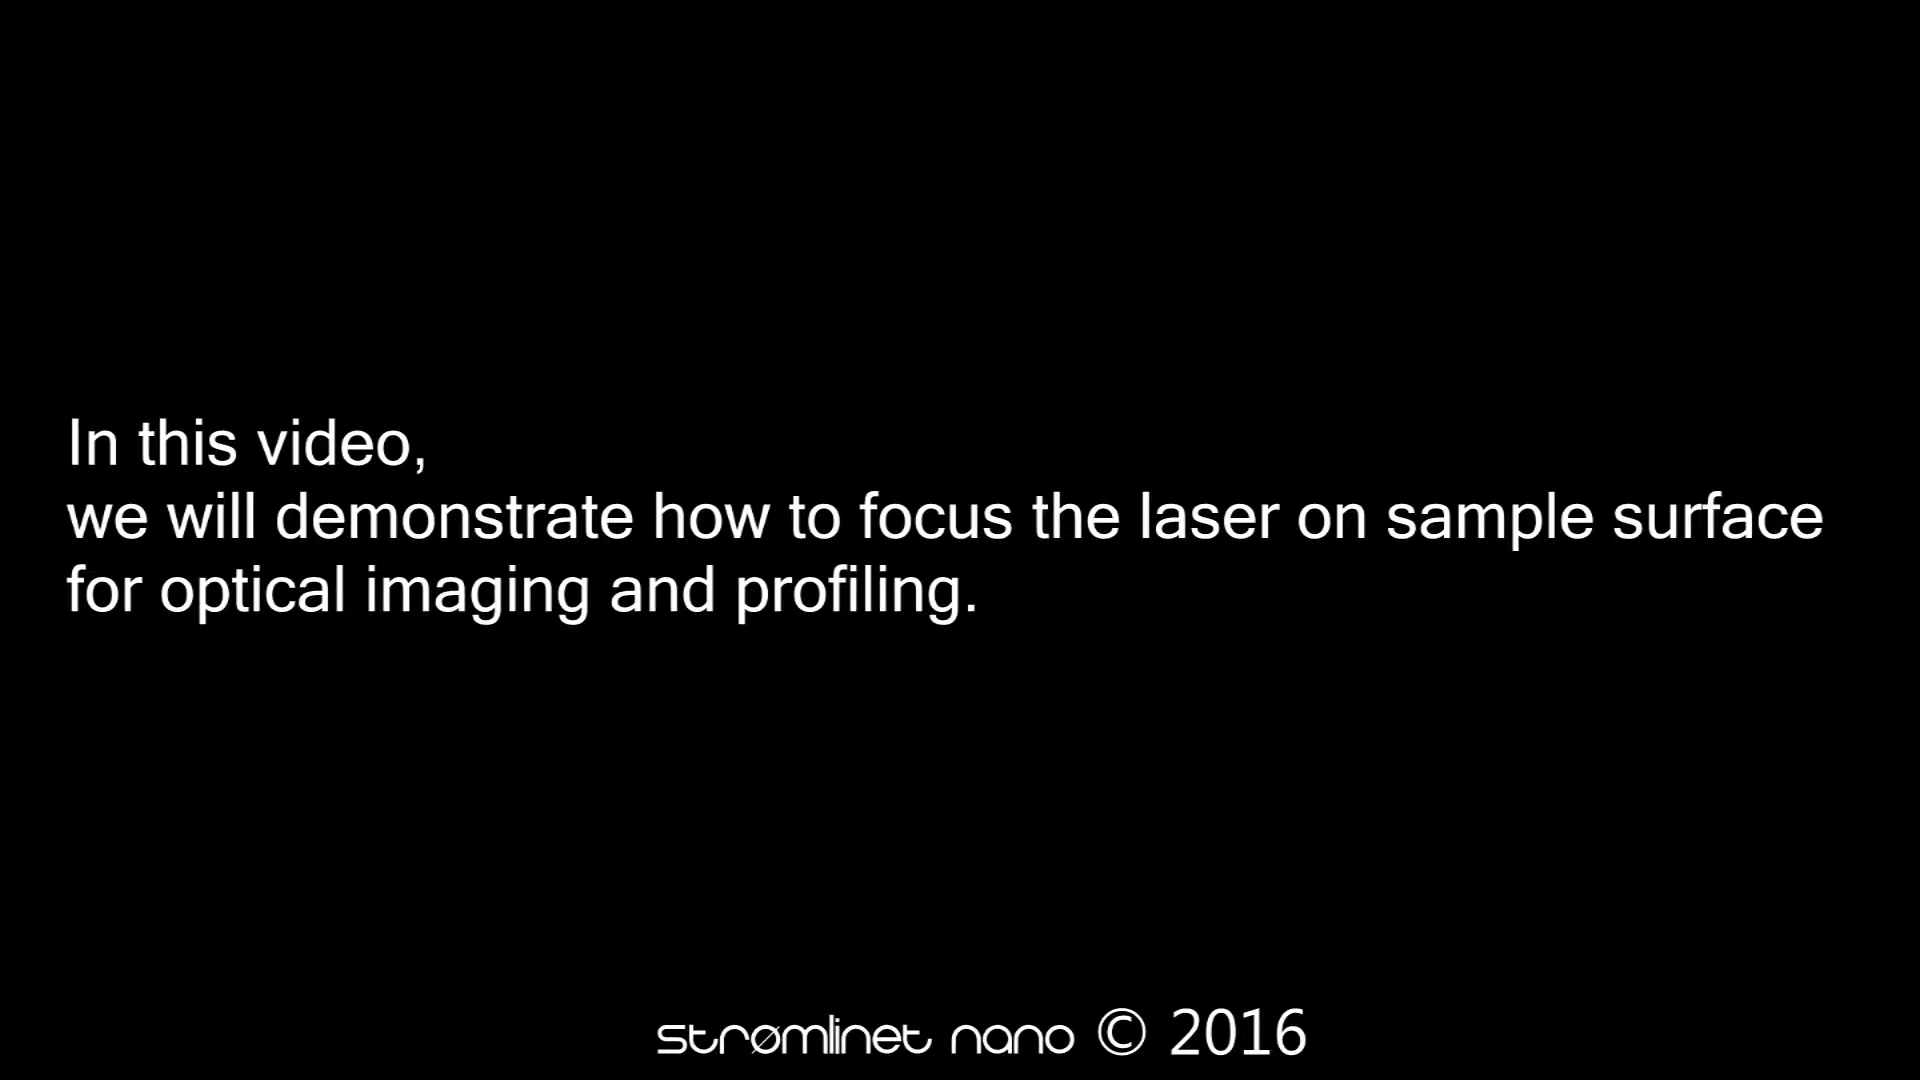 In this video,
we will demonstrate how to focus the laser on sample surface
for optical imaging and profiling.
strømlinet nano © 2016